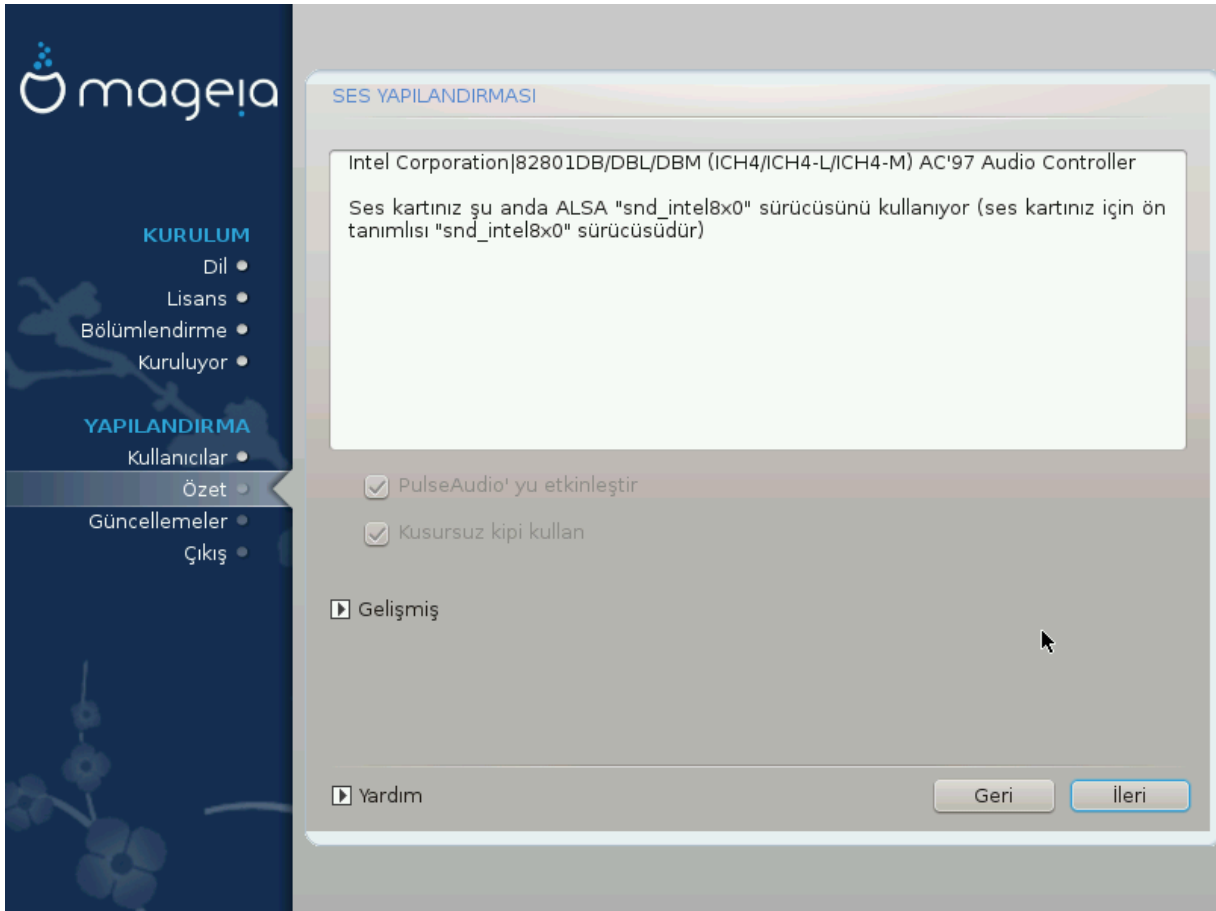 mageia
KURULUM
Dil
Lisans
Bölümlendirme
Kuruluyor
YAPILANDIRMA
Kullanıcılar
Özet
Güncellemeler
Çıkış
SES YAPILANDIRMASI
Intel Corporation|82801DB/DBL/DBM (ICH4/ICH4-L/ICH4-M) AC'97 Audio Controller
Ses kartınız şu anda ALSA "snd_intel8x0" sürücüsünü kullanıyor (ses kartınız için ön
tanımlısı "snd_intel8x0" sürücüsüdür)
PulseAudio' yu etkinleştir
Kusursuz kipi kullan
Gelişmiş
Yardım
Geri
İleri